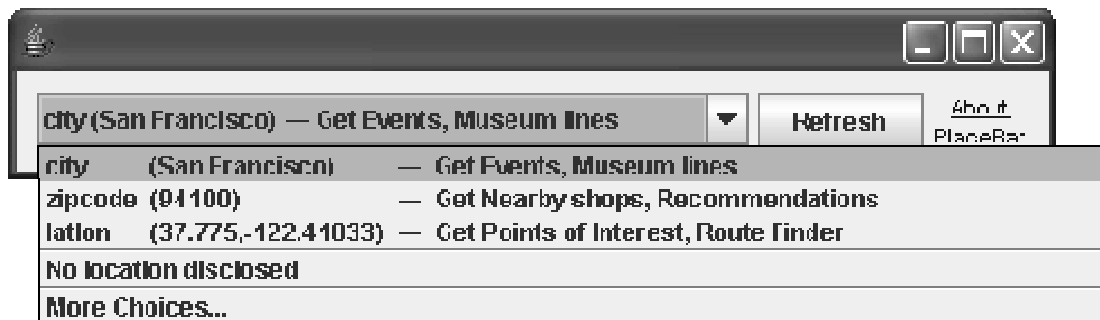 city (San Francisco) — Get Events, Museum lines
Refresh
About
PlaceBar
city (San Francisco) — Get Events, Museum lines
zipcode (94100) — Get Nearby shops, Recommendations
latlon (37.775,-122.41033) — Get Points of Interest, Route Finder
No location disclosed
More Choices...